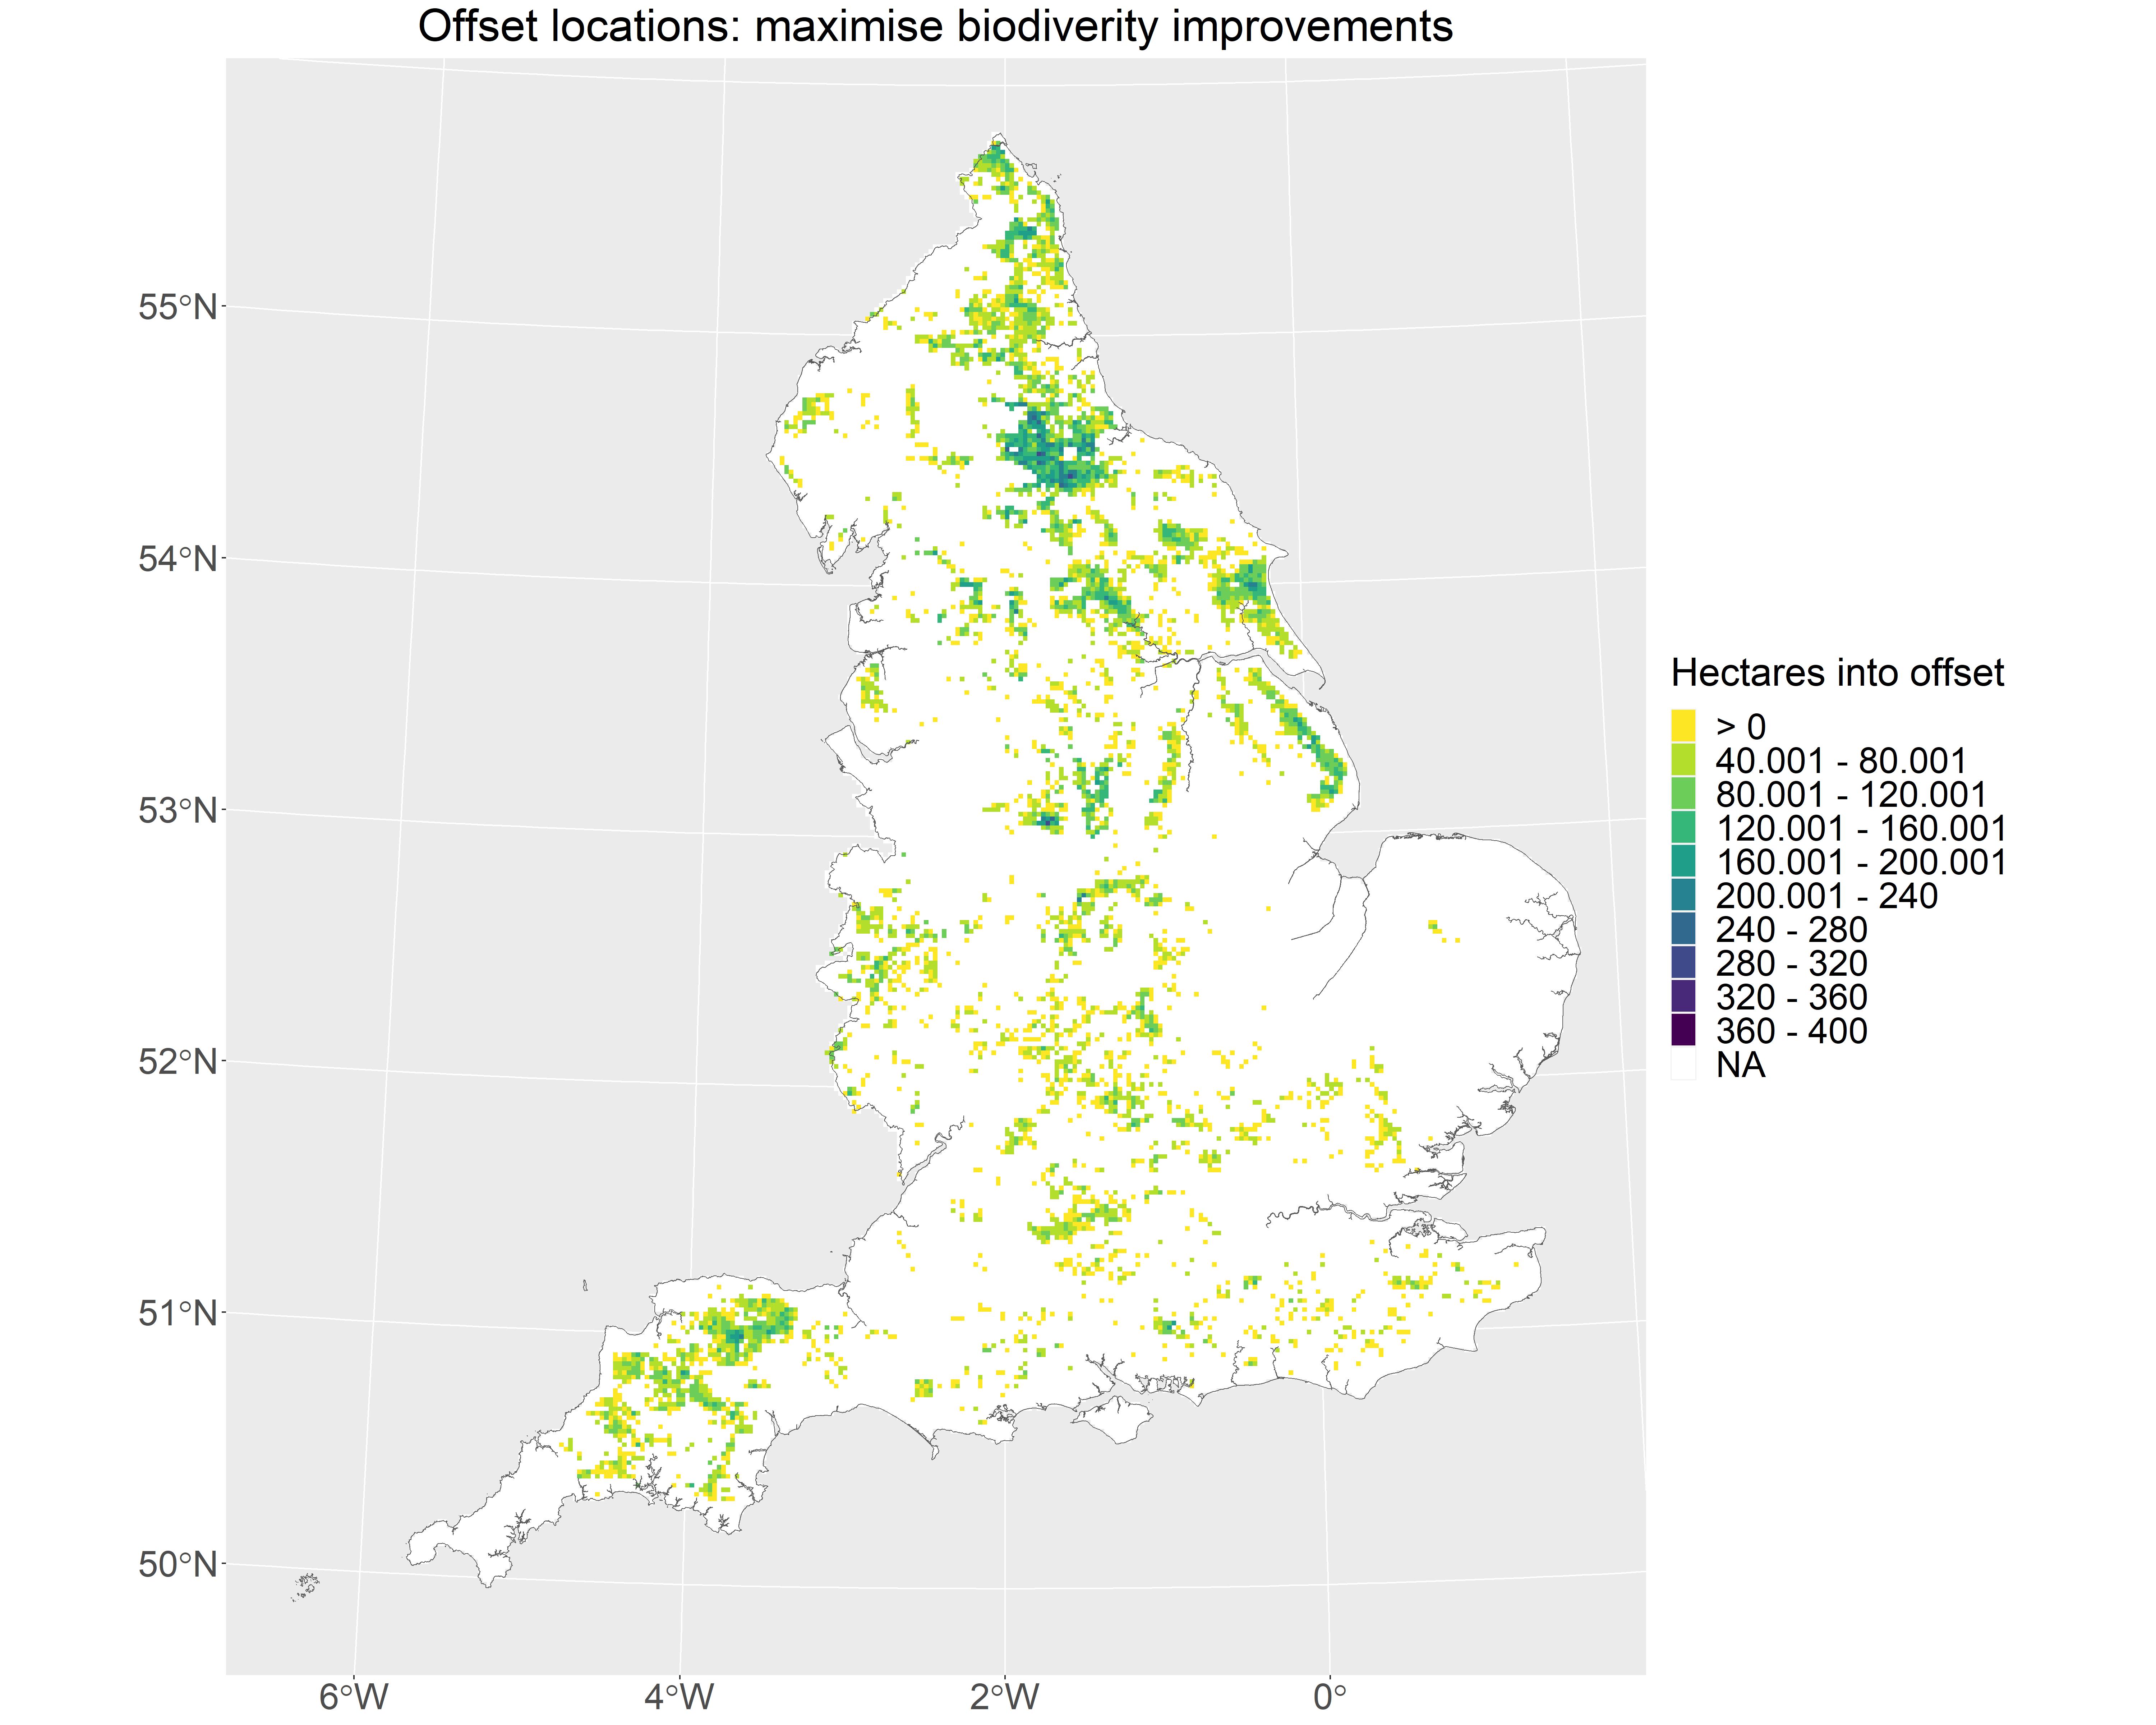 Offset locations: maximise biodiverity improvements
55°N
54°N
53°N
52°N
51°N
50°N
6°W
4°W
2°W
0°
Hectares into offset
> 0
40.001 - 80.001
80.001 - 120.001
120.001 - 160.001
160.001 - 200.001
200.001 - 240
240 - 280
280 - 320
320 - 360
360 - 400
NA